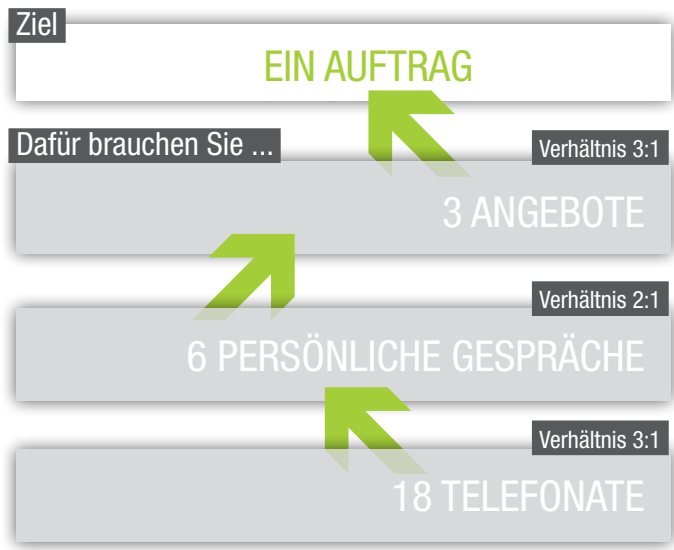 Ziel
EIN AUFTRAG
Dafür brauchen Sie ...
Verhältnis 3:1
3 ANGEBOTE
Verhältnis 2:1
6 PERSÖNLICHE GESPRÄCHE
Verhältnis 3:1
18 TELEFONATE